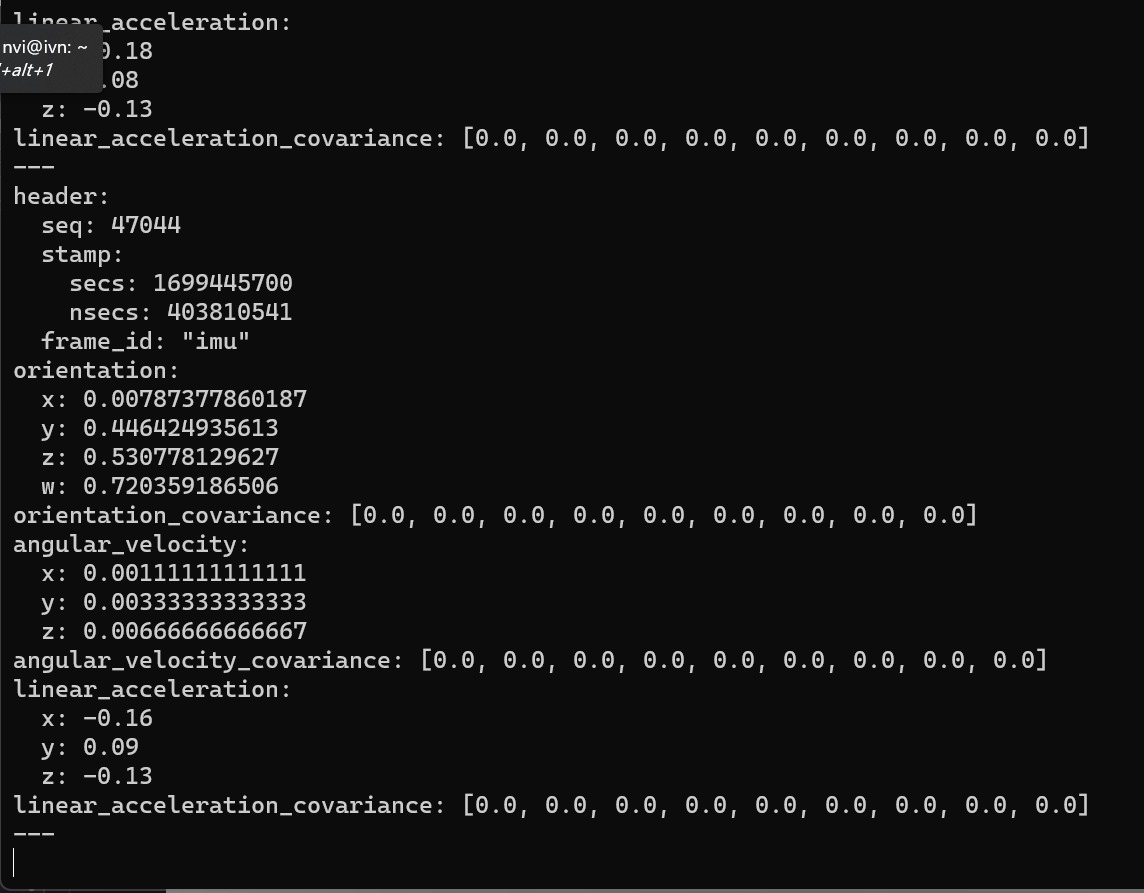 linear_acceleration:
nvi@ivn: ~
0.18
+alt+1
.08
z: -0.13
linear_acceleration_covariance: [0.0, 0.0, 0.0, 0.0, 0.0, 0.0, 0.0, 0.0, 0.0]
---
header:
seq: 47044
stamp:
secs: 1699445700
nsecs: 403810541
frame_id: "imu"
orientation:
x: 0.00787377860187
y: 0.446424935613
z: 0.530778129627
w: 0.720359186506
orientation_covariance: [0.0, 0.0, 0.0, 0.0, 0.0, 0.0, 0.0, 0.0, 0.0]
angular_velocity:
x: 0.00111111111111
y: 0.00333333333333
z: 0.00666666666667
angular_velocity_covariance: [0.0, 0.0, 0.0, 0.0, 0.0, 0.0, 0.0, 0.0, 0.0]
linear_acceleration:
x: -0.16
y: 0.09
z: -0.13
linear_acceleration_covariance: [0.0, 0.0, 0.0, 0.0, 0.0, 0.0, 0.0, 0.0, 0.0]
---